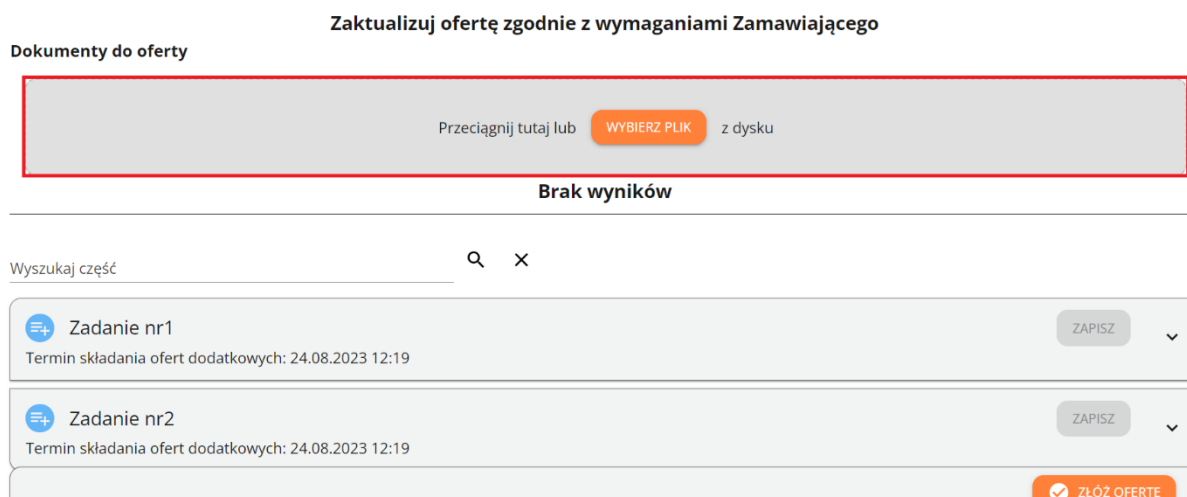 Zaktualizuj ofertę zgodnie z wymaganiami Zamawiającego
Dokumenty do oferty
Przeciągnij tutaj lub WYBIERZ PLIK z dysku
Brak wyników
Wyszukaj część
Zadanie nr1 ZAPISZ
Termin składania ofert dodatkowych: 24.08.2023 12:19
Zadanie nr2 ZAPISZ
Termin składania ofert dodatkowych: 24.08.2023 12:19
ZŁÓŻ OFERTĘ